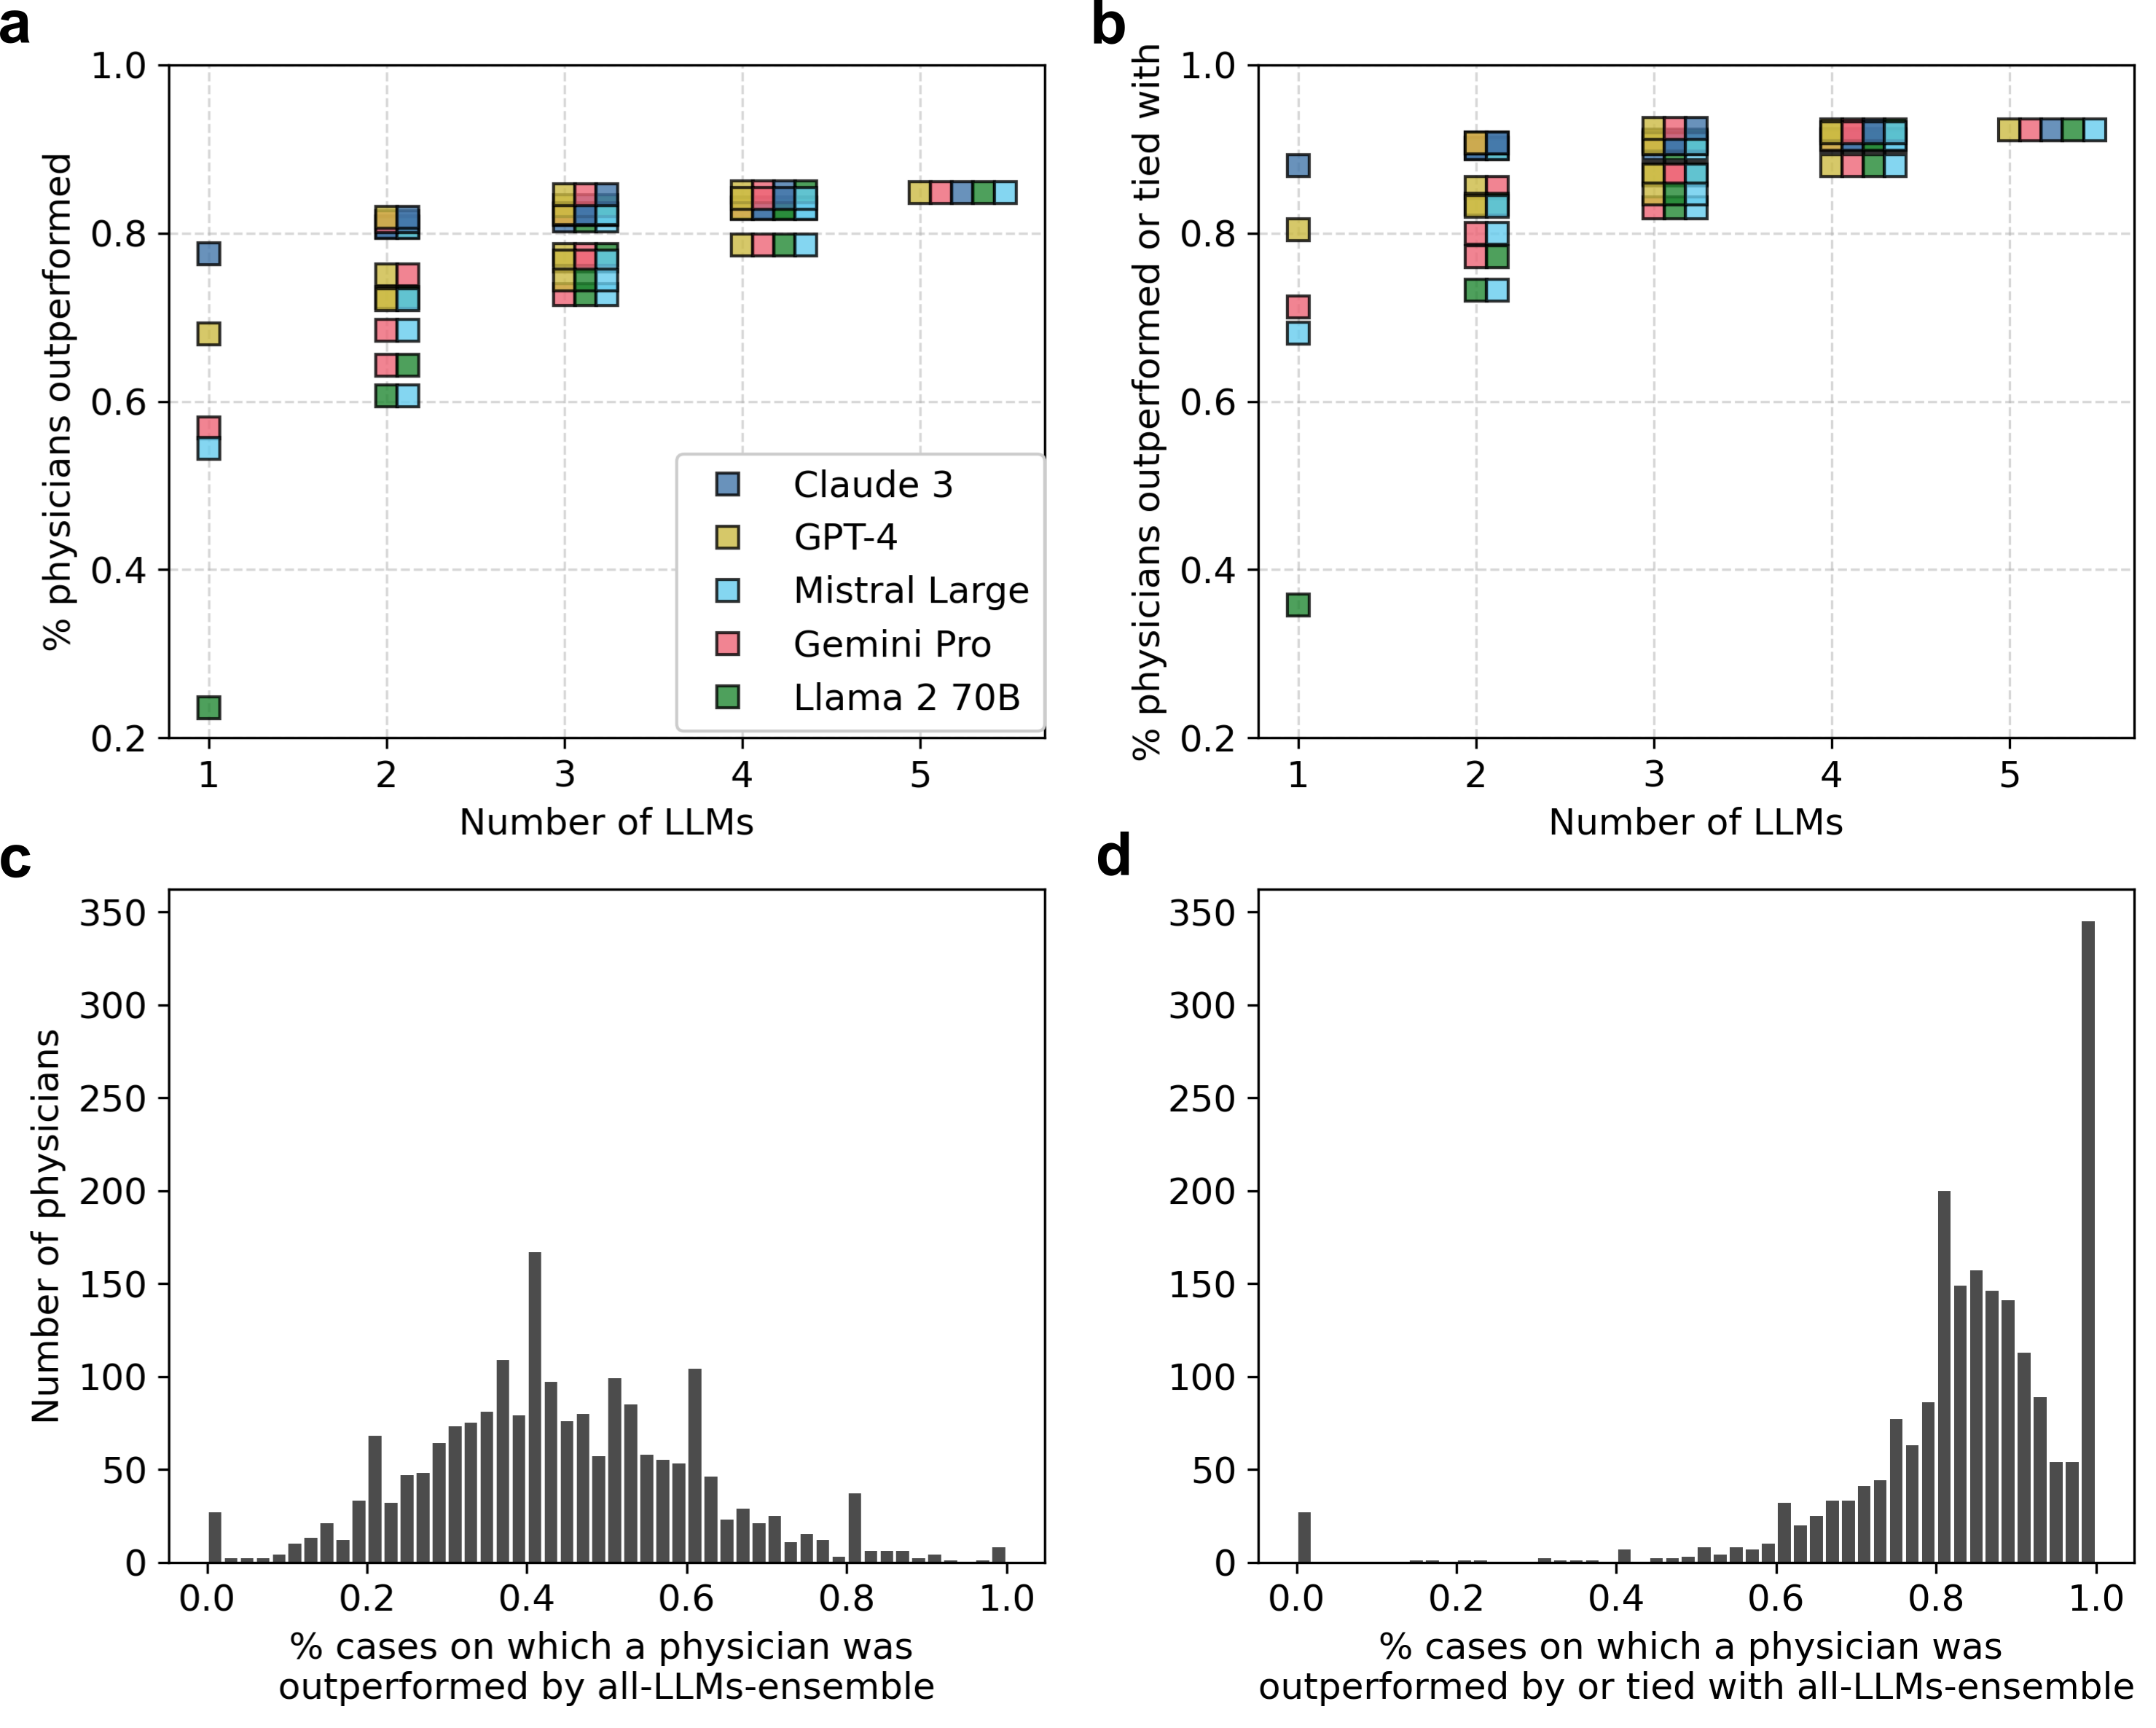 a
1.0
0.8
0.6
0.4
0.2
% physicians outperformed
1
2
3
4
5
Number of LLMs
Claude 3
GPT-4
Mistral Large
Gemini Pro
Llama 2 70B
b
1.0
0.8
0.6
0.4
0.2
% physicians outperformed or tied with
1
2
3
4
5
Number of LLMs
c
350
300
250
200
150
100
50
0
Number of physicians
0.0
0.2
0.4
0.6
0.8
1.0
% cases on which a physician was
outperformed by all-LLMs-ensemble
d
350
300
250
200
150
100
50
0
0.0
0.2
0.4
0.6
0.8
1.0
% cases on which a physician was
outperformed by or tied with all-LLMs-ensemble